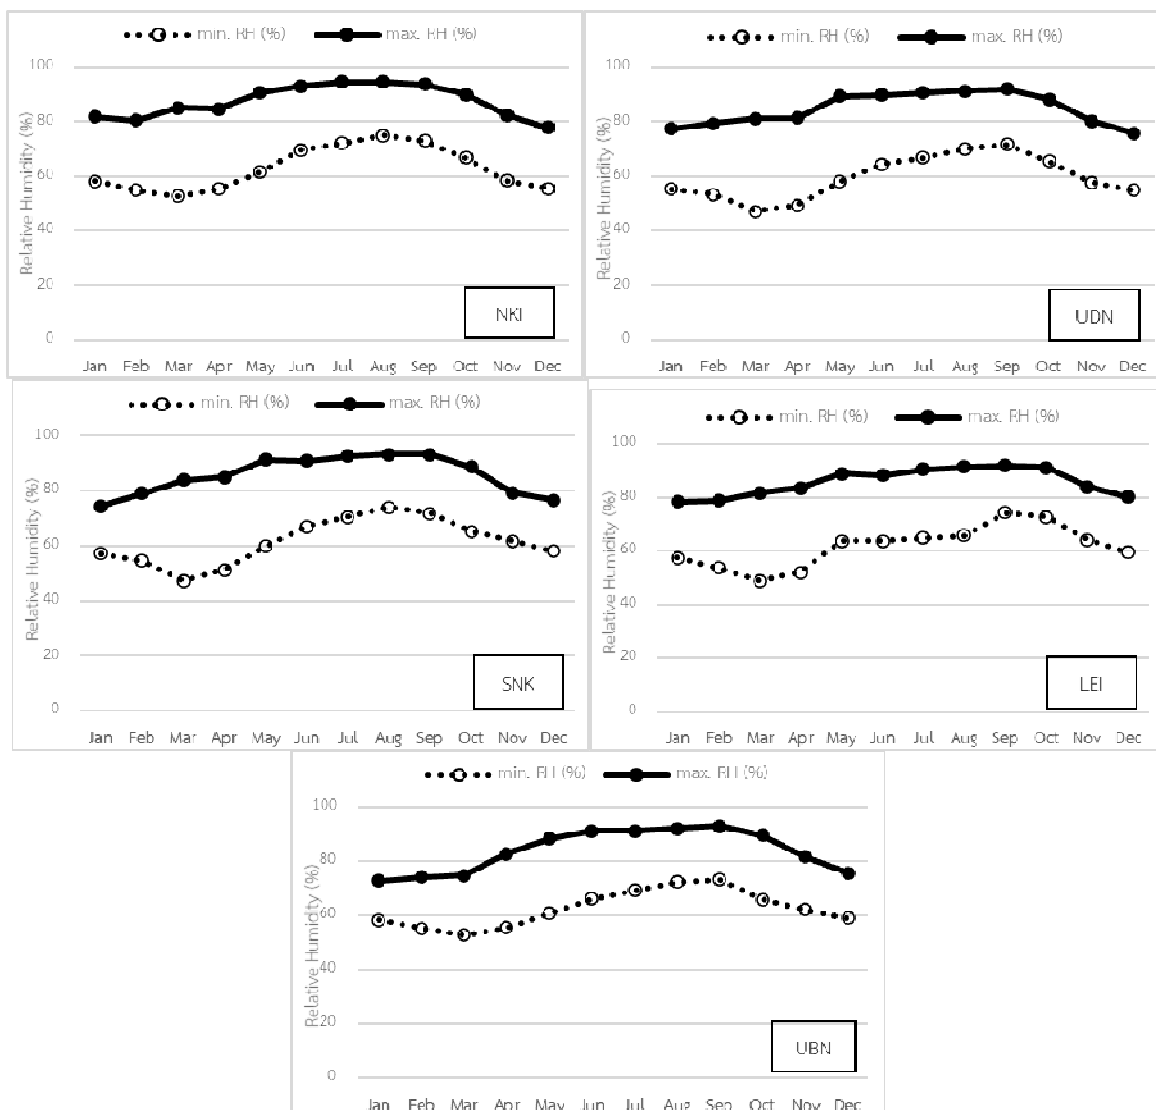 min. RH (%) max. RH (%)
100
80
60
40
20
0
Relative Humidity (%)
NKI
Jan Feb Mar Apr May Jun Jul Aug Sep Oct Nov Dec
min. RH (%) max. RH (%)
100
80
60
40
20
0
Relative Humidity (%)
UDN
Jan Feb Mar Apr May Jun Jul Aug Sep Oct Nov Dec
min. RH (%) max. RH (%)
100
80
60
40
20
0
Relative Humidity (%)
SNK
Jan Feb Mar Apr May Jun Jul Aug Sep Oct Nov Dec
min. RH (%) max. RH (%)
100
80
60
40
20
0
Relative Humidity (%)
LEI
Jan Feb Mar Apr May Jun Jul Aug Sep Oct Nov Dec
min. RH (%) max. RH (%)
100
80
60
40
20
0
Relative Humidity (%)
UBN
Jan Feb Mar Apr May Jun Jul Aug Sep Oct Nov Dec